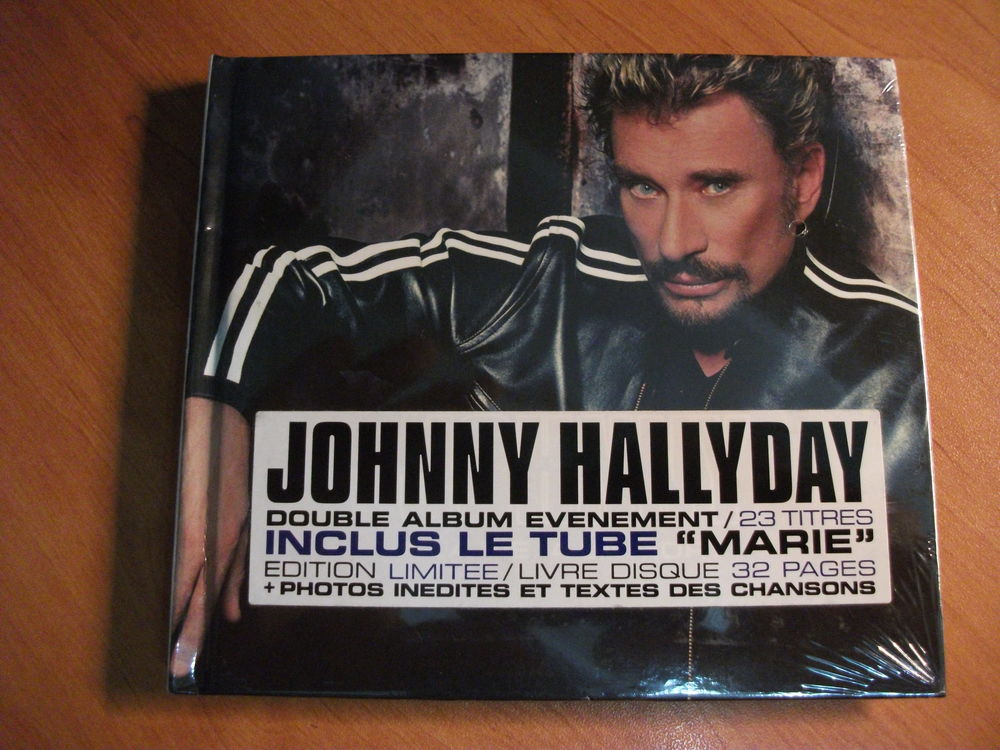 JOHNNY HALLYDAY
DOUBLE ALBUM EVENEMENT/23 TITRES
INCLUS LE TUBE “MARIE”
EDITION LIMITEE/LIVRE DISQUE 32 PAGES
+PHOTOS INEDITES ET TEXTES DES CHANSONS